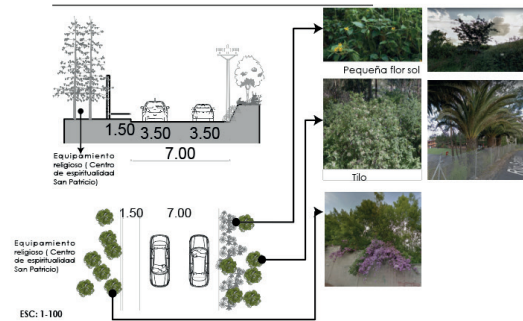 Pequeña flor sol
1.50 3.50 3.50
7.00
Equipamiento
religioso ( Centro
de espiritualidad
San Patricio)
Tilo
1.50 7.00
Equipamiento
religioso ( Centro
de espiritualidad
San Patricio)
ESC: 1-100